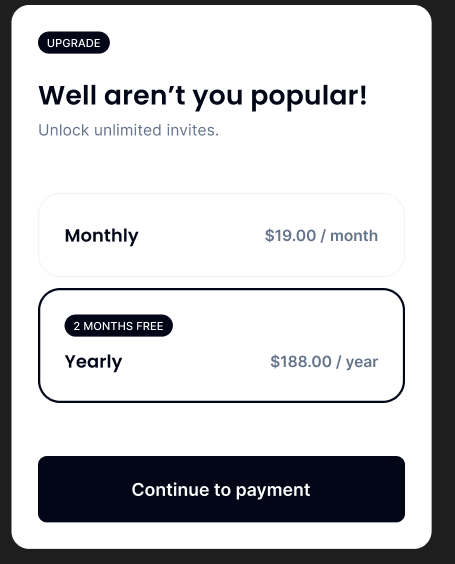 UPGRADE
Well aren’t you popular!
Unlock unlimited invites.
Monthly $19.00 / month
2 MONTHS FREE
Yearly $188.00 / year
Continue to payment